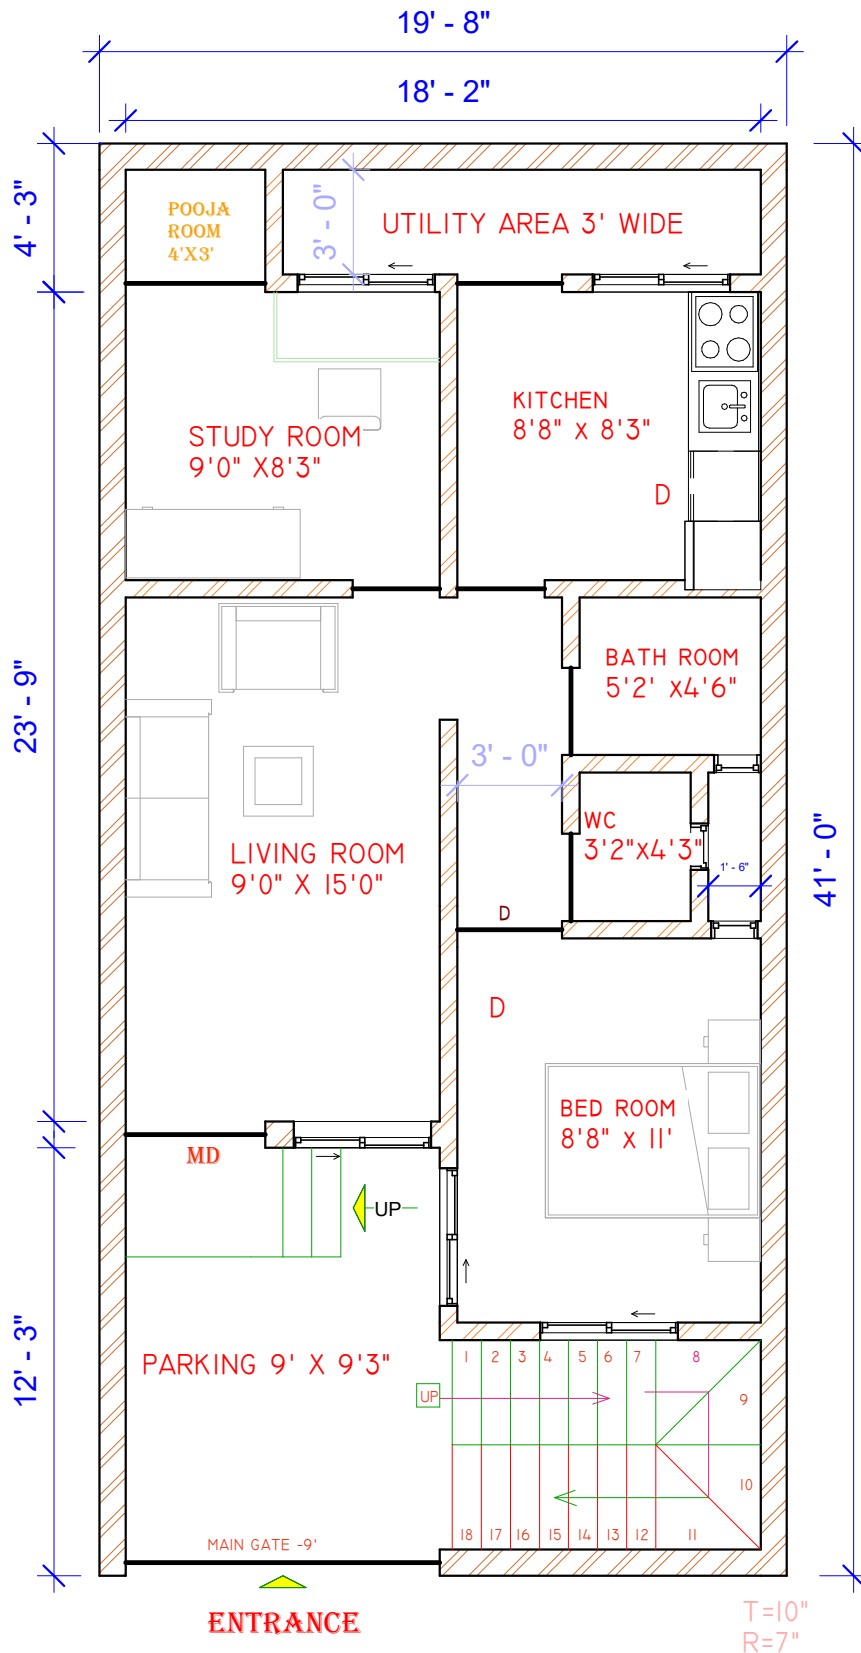 19' - 8"
18' - 2"
4' - 3"
POOJA
ROOM
4'X3'
3' - 0"
UTILITY AREA 3' WIDE
STUDY ROOM
9'0" X8'3"
KITCHEN
8'8" X 8'3"
D
23' - 9"
BATH ROOM
5'2' X4'6"
3' - 0"
WC
3'2"X4'3"
1' - 6"
41' - 0"
LIVING ROOM
9'0" X 15'0"
D
D
BED ROOM
8'8" X 11'
MD
UP
12' - 3"
PARKING 9' X 9'3"
1 2 3 4 5 6 7 8
UP
9
10
18 17 16 15 14 13 12 11
MAIN GATE -9'
ENTRANCE
T=10"
R=7"